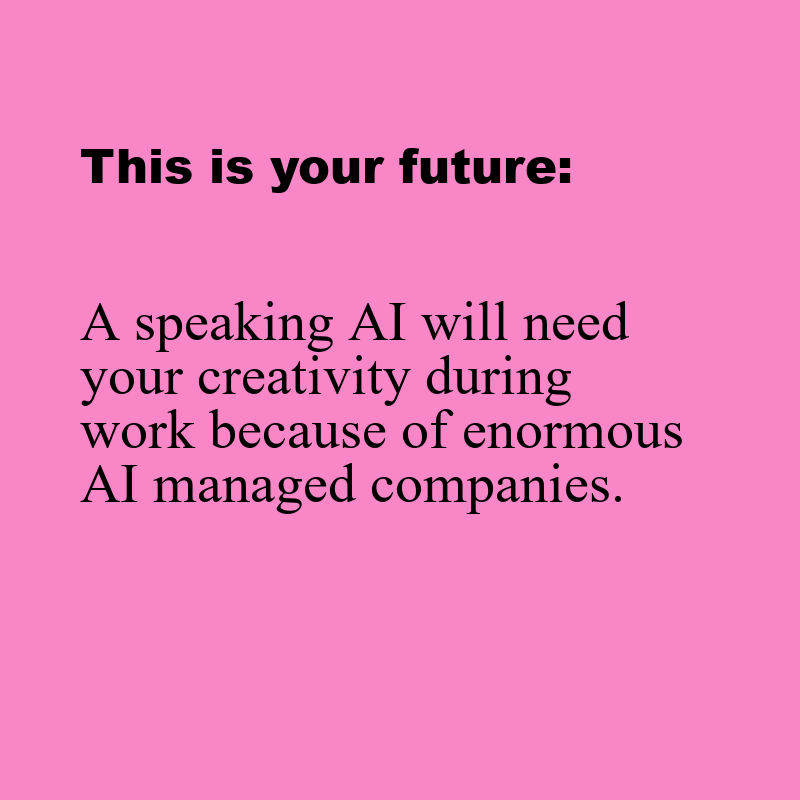 This is your future:
A speaking AI will need
your creativity during
work because of enormous
AI managed companies.